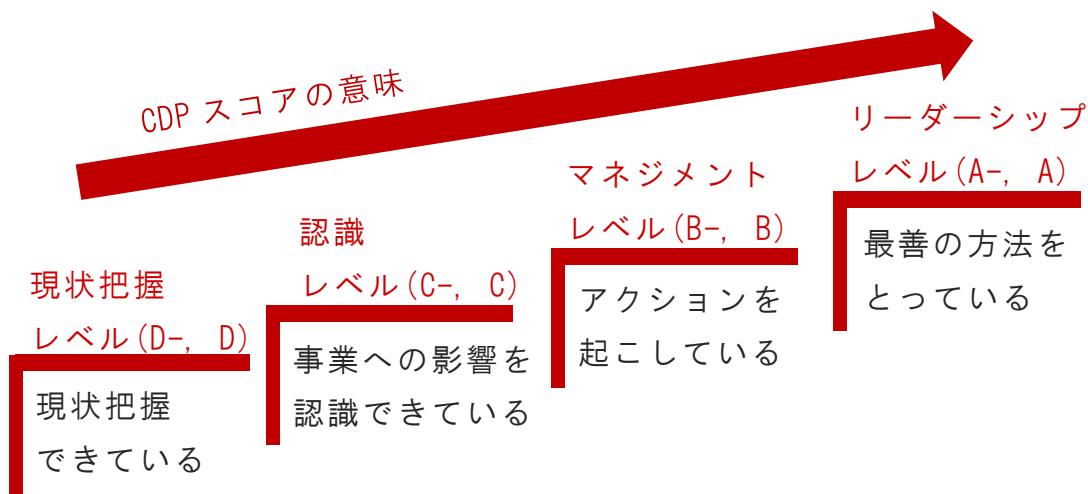 CDP スコアの意味
現状把握
レベル(D-, D)
現状把握
できている
認識
レベル(C-, C)
事業への影響を
認識できている
マネジメント
レベル(B-, B)
アクションを
起こしている
リーダーシップ
レベル(A-, A)
最善の方法を
とっている